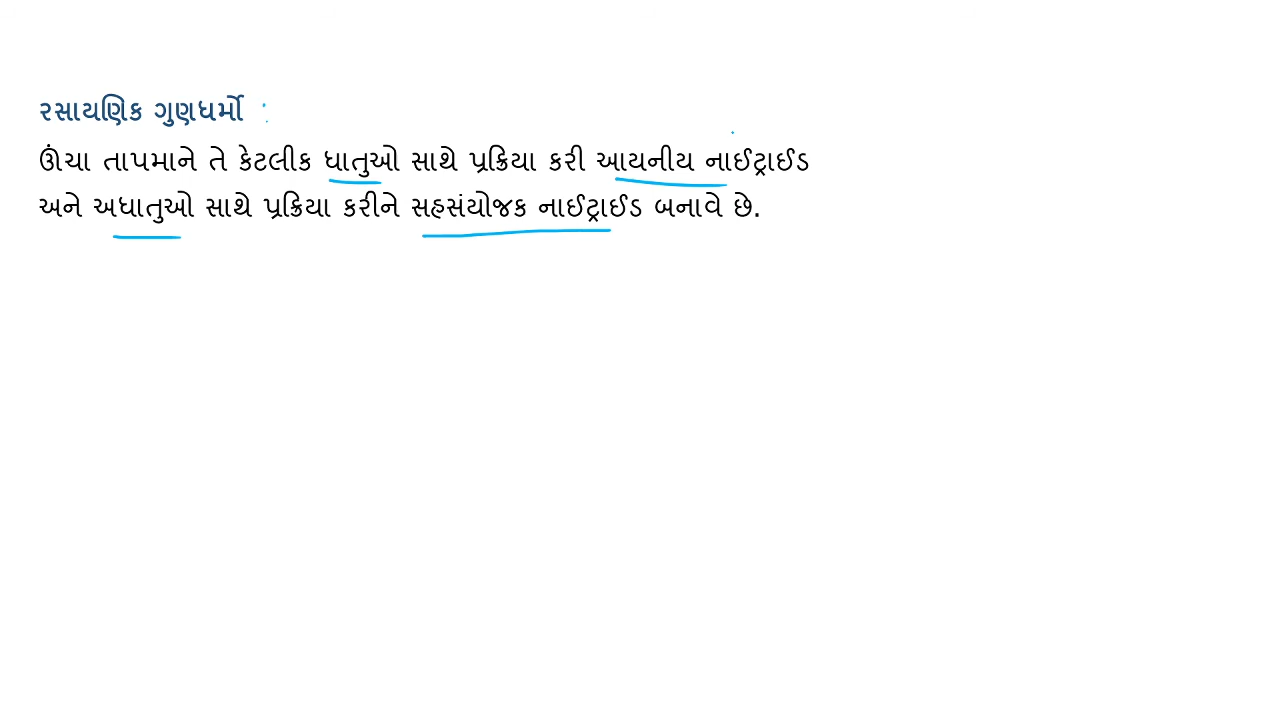 રસાયણિક ગુણધર્મો :
ઊંચા તાપમાને તે કેટલીક ધાતુઓ સાથે પ્રક્રિયા કરી આયનીય નાઈટ્રાઈડ
અને અધાતુઓ સાથે પ્રક્રિયા કરીને સહસંયોજક નાઈટ્રાઈડ બનાવે છે.